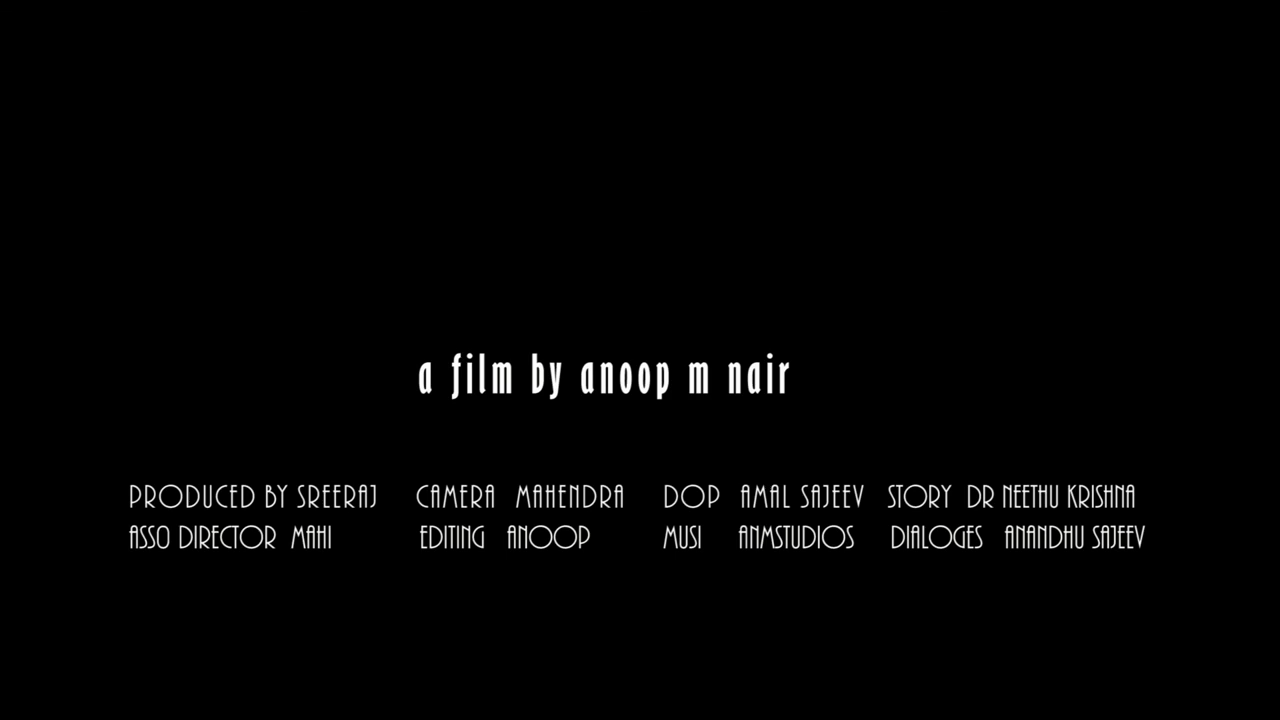 a film by anoop m nair
PRODUCED BY SREERAJ CAMERA MAHENDRA DOP AMAL SAJEEV STORY DR NEETHU KRISHNA
ASSO DIRECTOR MAHI EDITING ANOOP MUSI ANMSTUDIOS DIALOGES ANANDHU SAJEEV